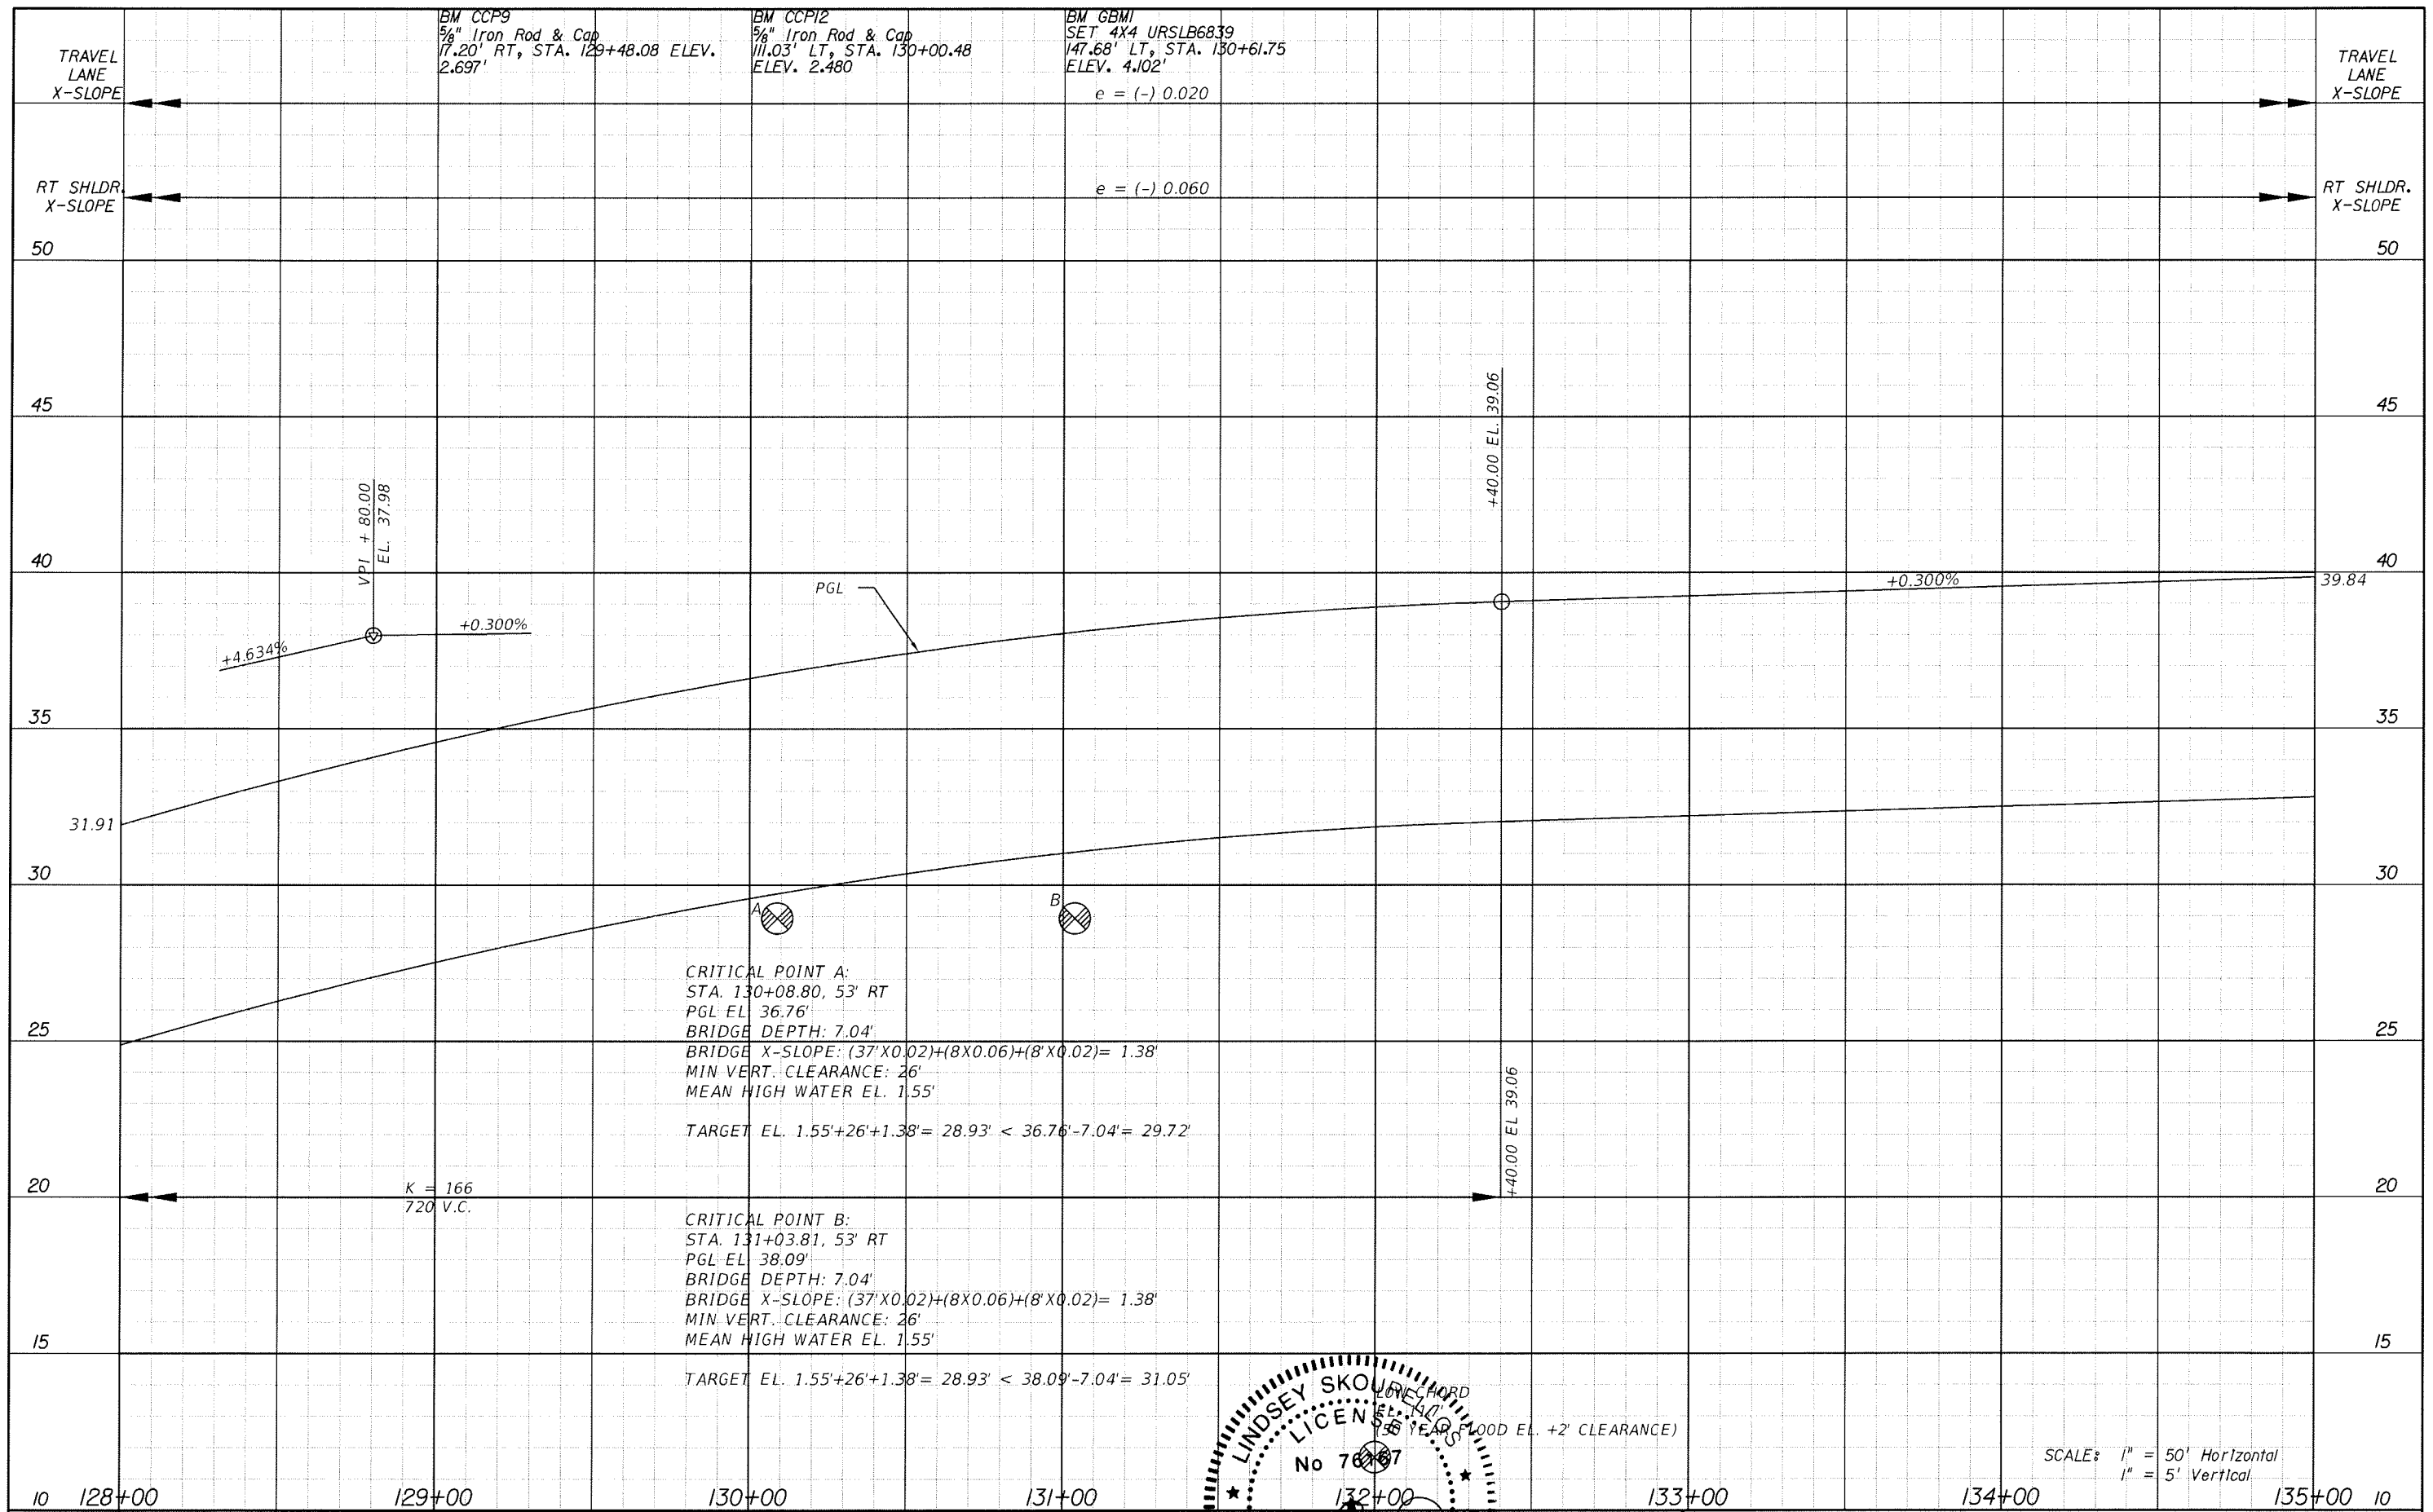 BM CCP9
5/8" Iron Rod & Cap
17.20' RT, STA. 129+48.08 ELEV.
2.697'
BM CCP12
5/8" Iron Rod & Cap
111.03' LT, STA. 130+00.48
ELEV. 2.480
BM GBM1
SET 4X4 URSLB6839
147.68' LT, STA. 130+61.75
ELEV. 4.102'
TRAVEL
LANE
X-SLOPE
e = (-) 0.020
TRAVEL
LANE
X-SLOPE
RT SHLDR.
X-SLOPE
e = (-) 0.060
RT SHLDR.
X-SLOPE
50
50
45
45
+40.00 EL. 39.06
VPI + 80.00
EL. 37.98
40
40
PGL
+0.300%
39.84
+4.634%
+0.300%
35
35
31.91
30
30
A
B
CRITICAL POINT A:
STA. 130+08.80, 53' RT
PGL EL 36.76'
BRIDGE DEPTH: 7.04'
BRIDGE X-SLOPE: (37'X0.02)+(8X0.06)+(8'X0.02)= 1.38'
MIN VERT. CLEARANCE: 26'
MEAN HIGH WATER EL. 1.55'
TARGET EL. 1.55'+26'+1.38'= 28.93' < 36.76'-7.04'= 29.72'
25
25
+40.00 EL 39.06
20
20
K = 166
720 V.C.
CRITICAL POINT B:
STA. 131+03.81, 53' RT
PGL EL 38.09'
BRIDGE DEPTH: 7.04'
BRIDGE X-SLOPE: (37'X0.02)+(8X0.06)+(8'X0.02)= 1.38'
MIN VERT. CLEARANCE: 26'
MEAN HIGH WATER EL. 1.55'
TARGET EL. 1.55'+26'+1.38'= 28.93' < 38.09'-7.04'= 31.05'
15
15
LINDSEY
LICENSE
No
LOW CHORD
YEAR FLOOD EL. +2' CLEARANCE)
SCALE: 1" = 50' Horizontal
1" = 5' Vertical
10 128+00 129+00 130+00 131+00 132+00 133+00 134+00 135+00 10